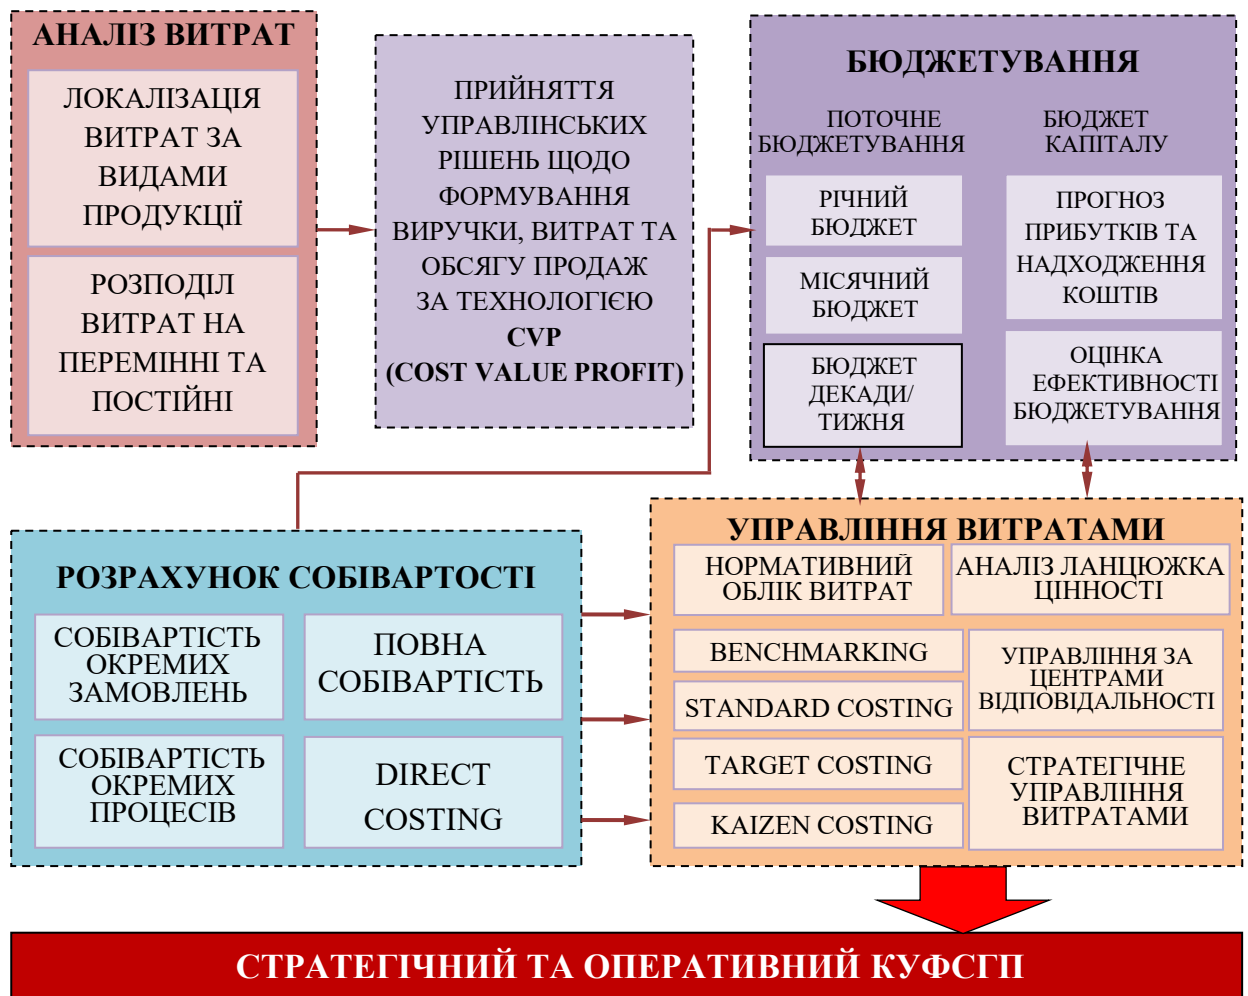 АНАЛІЗ ВИТРАТ
ЛОКАЛІЗАЦІЯ
ВИТРАТ ЗА
ВИДАМИ
ПРОДУКЦІЇ
РОЗПОДІЛ
ВИТРАТ НА
ПЕРЕМІННІ ТА
ПОСТІЙНІ
ПРИЙНЯТТЯ
УПРАВЛІНСЬКИХ
РІШЕНЬ ЩОДО
ФОРМУВАННЯ
ВИРУЧКИ, ВИТРАТ ТА
ОБСЯГУ ПРОДАЖ
ЗА ТЕХНОЛОГІЄЮ
CVP
(COST VALUE PROFIT)
БЮДЖЕТУВАННЯ
ПОТОЧНЕ
БЮДЖЕТУВАННЯ
РІЧНИЙ
БЮДЖЕТ
МІСЯЧНИЙ
БЮДЖЕТ
БЮДЖЕТ
ДЕКАДИ/
ТИЖНЯ
БЮДЖЕТ
КАПІТАЛУ
ПРОГНОЗ
ПРИБУТКІВ ТА
НАДХОДЖЕННЯ
КОШТІВ
ОЦІНКА
ЕФЕКТИВНОСТІ
БЮДЖЕТУВАННЯ
РОЗРАХУНОК СОБІВАРТОСТІ
СОБІВАРТІСТЬ
ОКРЕМИХ
ЗАМОВЛЕНЬ
ПОВНА
СОБІВАРТІСТЬ
СОБІВАРТІСТЬ
ОКРЕМИХ
ПРОЦЕСІВ
DIRECT
COSTING
УПРАВЛІННЯ ВИТРАТАМИ
НОРМАТИВНИЙ
ОБЛІК ВИТРАТ
BENCHMARKING
STANDARD COSTING
TARGET COSTING
KAIZEN COSTING
АНАЛІЗ ЛАНЦЮЖКА
ЦІННОСТІ
УПРАВЛІННЯ ЗА
ЦЕНТРАМИ
ВІДПОВІДАЛЬНОСТІ
СТРАТЕГІЧНЕ
УПРАВЛІННЯ
ВИТРАТАМИ
СТРАТЕГІЧНИЙ ТА ОПЕРАТИВНИЙ КУФСГП